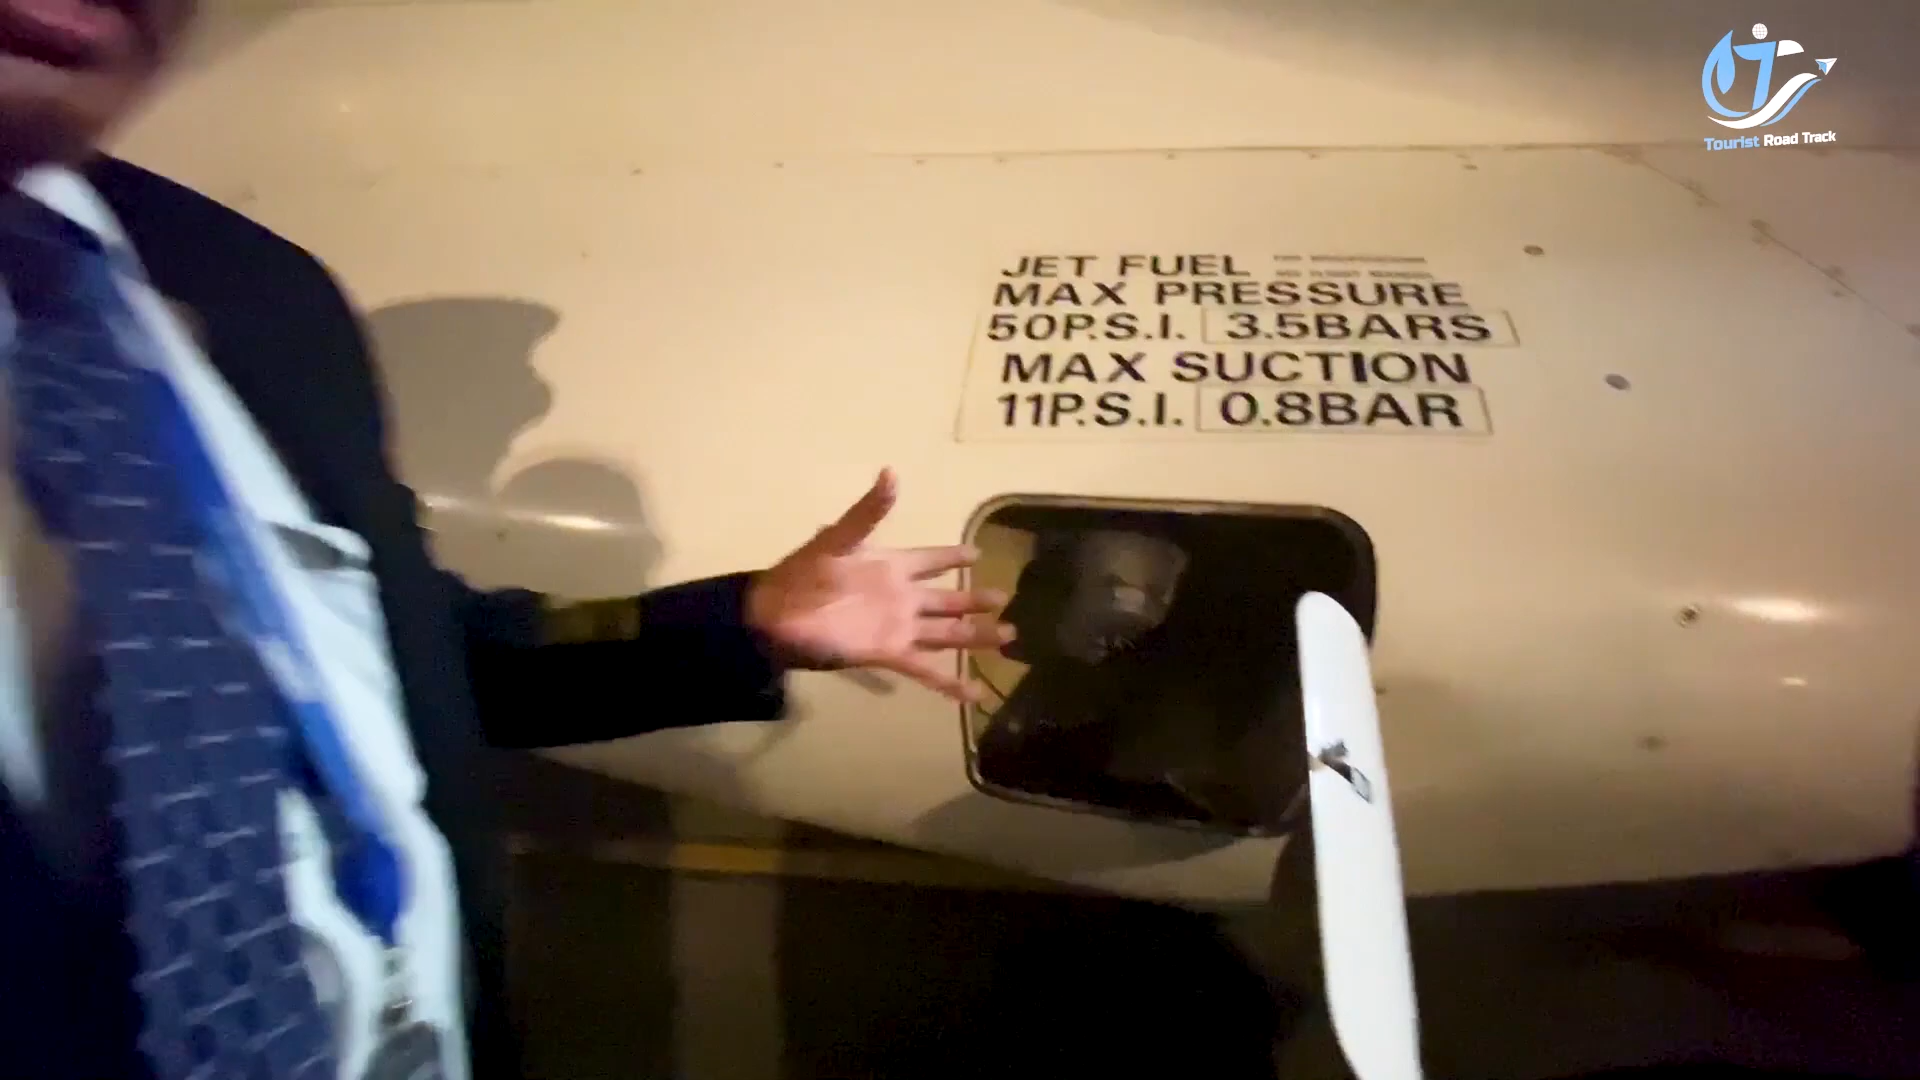 Tourist Road Track
JET FUEL
MAX PRESSURE
50P.S.I. 3.5BARS
MAX SUCTION
11P.S.I. 0.8BAR